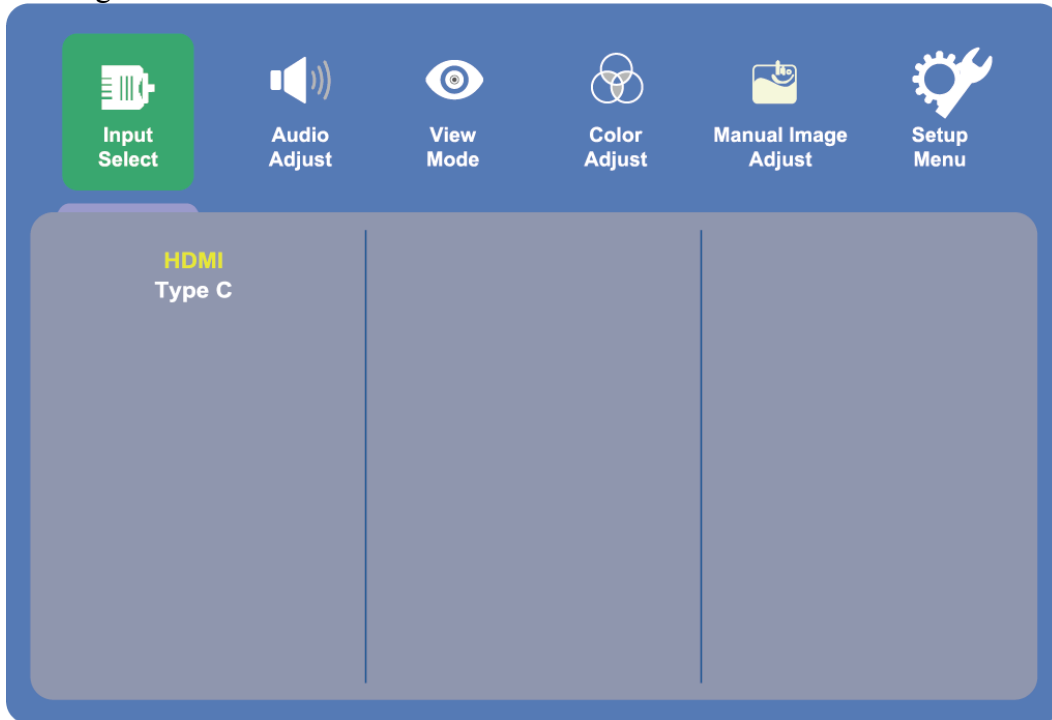 Input
Select
Audio
Adjust
View
Mode
Color
Adjust
Manual Image
Adjust
Setup
Menu
HDMI
Type C